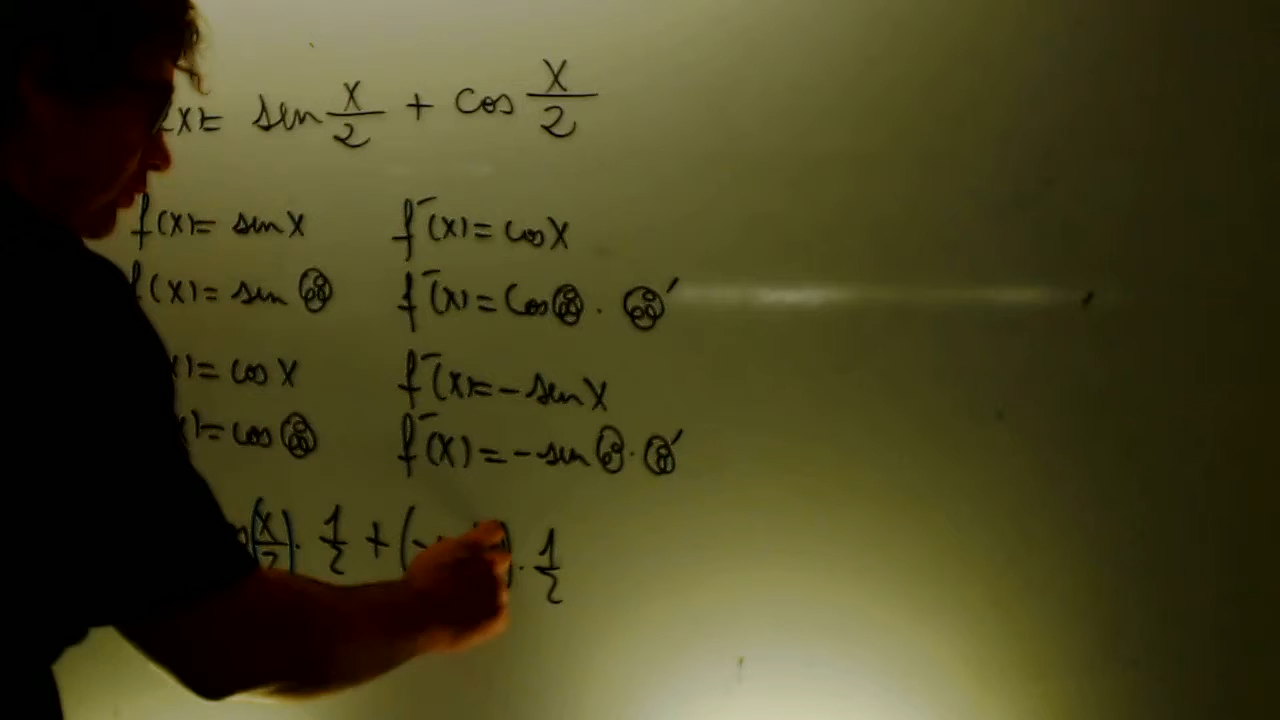 (x)= sen x/2 + cos x/2
f(x)= sen x f'(x)= cos x
f(x)= sen f'(x)= cos . '
x)= cos x f'(x)= -sen x
x)= cos f'(x)= -sen . '
(x/2) . 1/2 + (- ) . 1/2